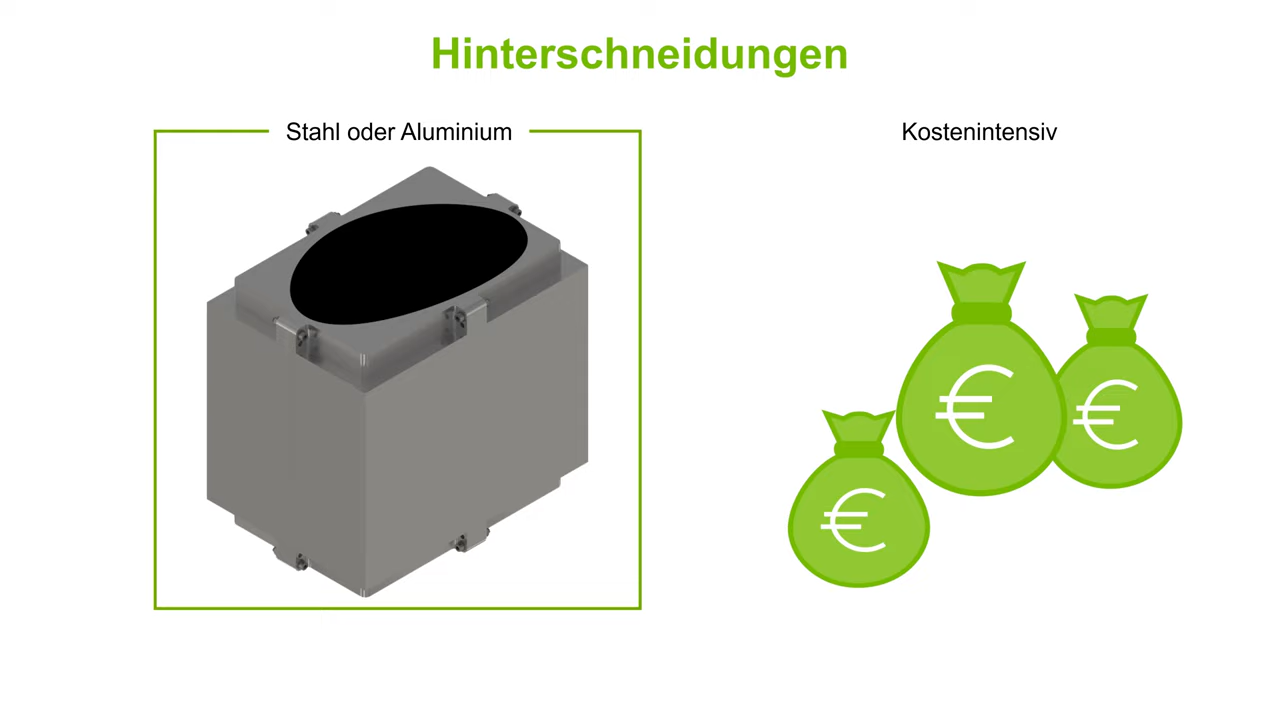 Hinterschneidungen
Stahl oder Aluminium
Kostenintensiv
€
€
€